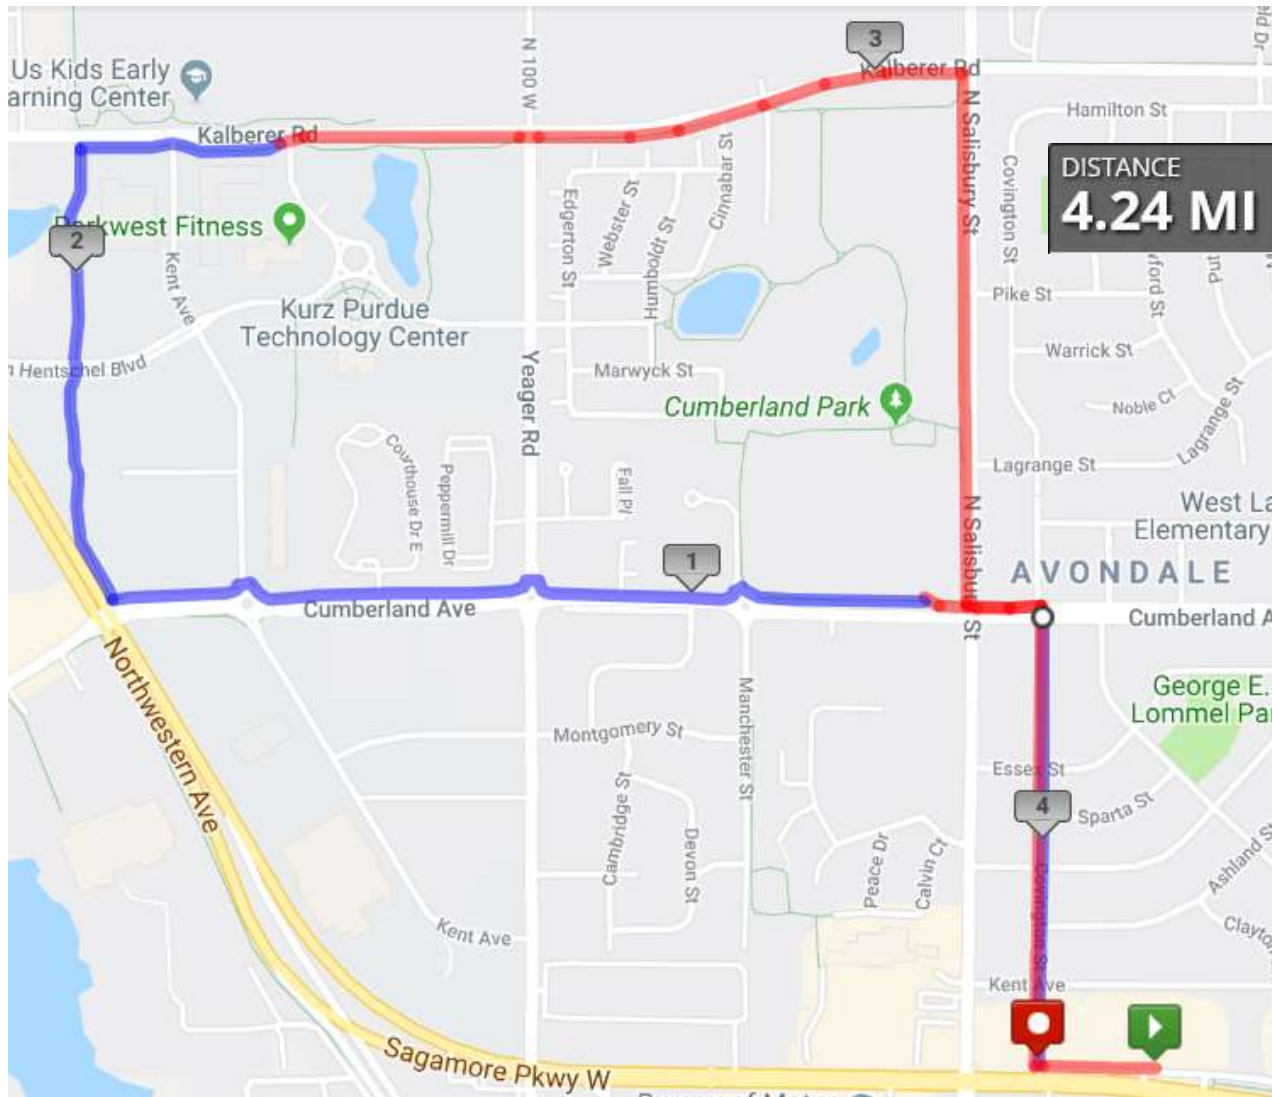 3
Us Kids Early
arning Center
N 100 W
Kalberer Rd
Hamilton St
Kalberer Rd
N Salisbury St
Cinnabar St
Covington St
DISTANCE
4.24 MI
Edgerton St
Webster St
Humboldt St
Parkwest Fitness
2
Kent Ave
Kurz Purdue
Technology Center
Pike St
Warrick St
Hentschel Blvd
Yeager Rd
Marwyck St
Cumberland Park
Noble Ct
Lagrange St
Lagrange St
Courthouse Dr E
Peppermill Dr
Fall Pl
West La
Elementary
N Salisbury St
1
AVONDALE
Cumberland Ave
Cumberland A
Northwestern Ave
Manchester St
George E.
Lommel Par
Montgomery St
Essex St
4
Sparta St
Cambridge St
Devon St
Peace Dr
Calvin Ct
Covington St
Ashland St
Clayto
Kent Ave
Kent Ave
Sagamore Pkwy W